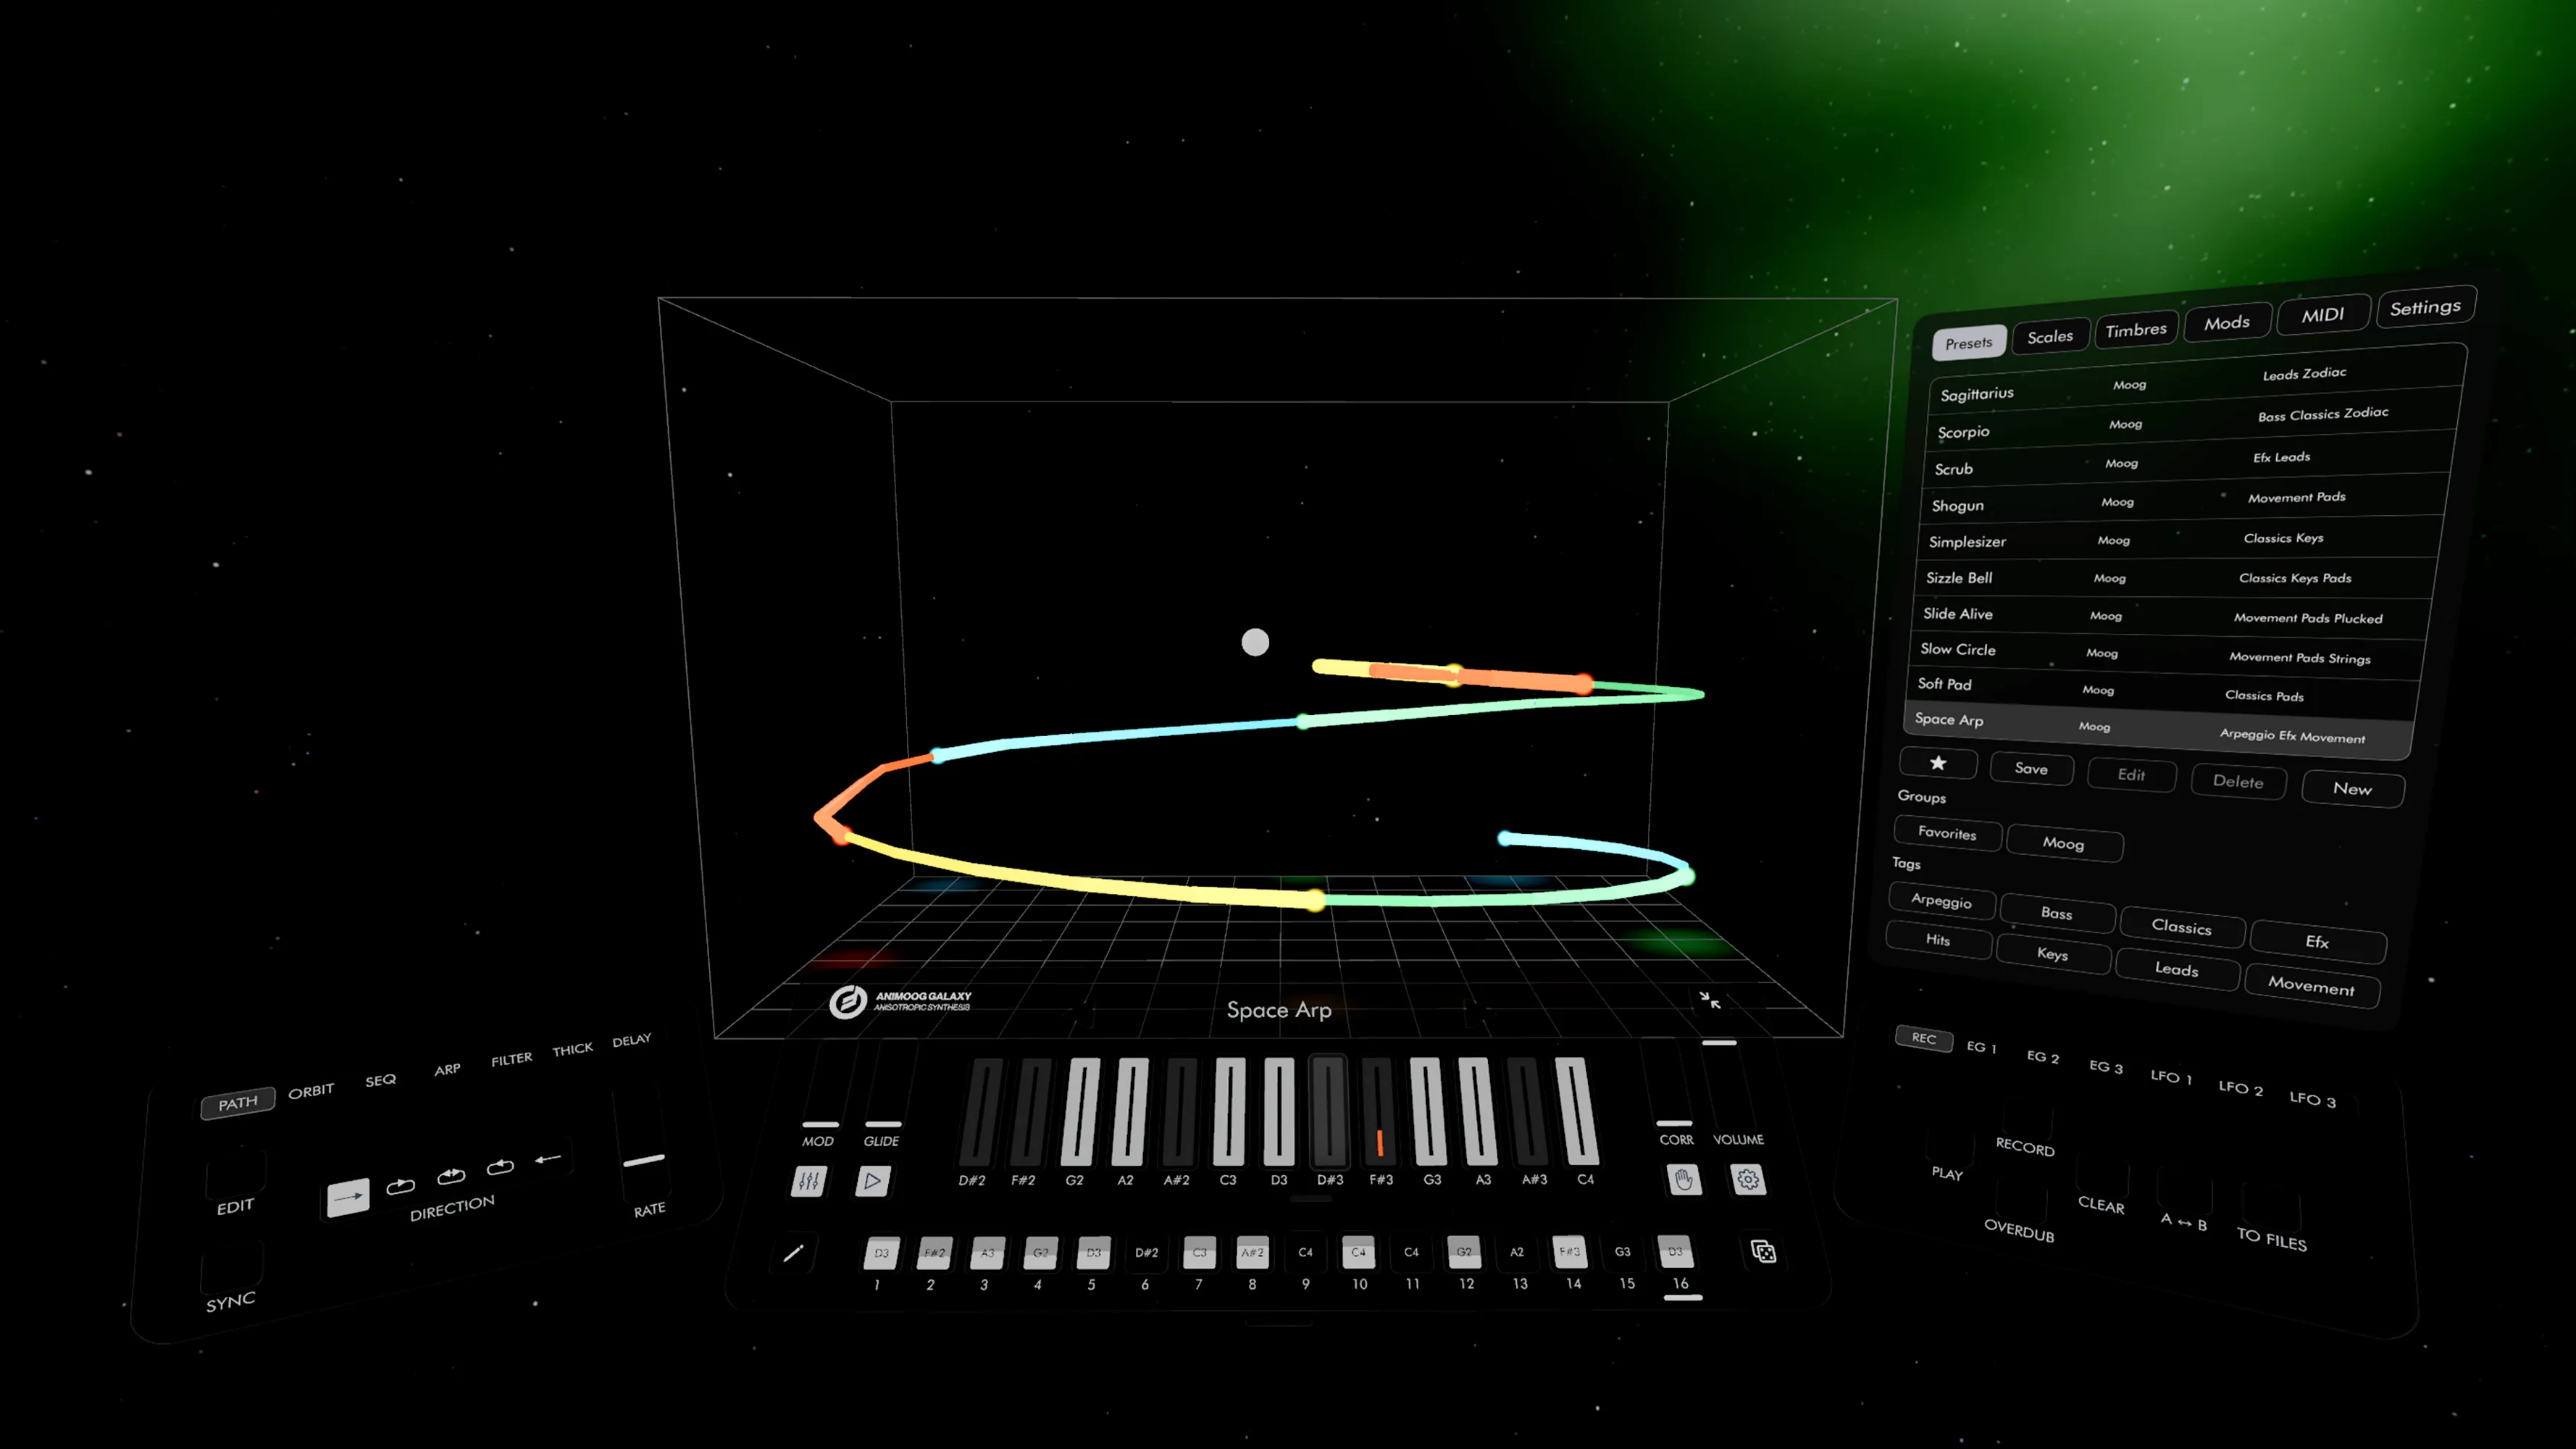 Presets Scales Timbres Mods MIDI Settings
Sagittarius Moog Leads Zodiac
Scorpio Moog Bass Classics Zodiac
Scrub Moog Efx Leads
Shogun Moog Movement Pads
Simplesizer Moog Classics Keys
Sizzle Bell Moog Classics Keys Pads
Slide Alive Moog Movement Pads Plucked
Slow Circle Moog Movement Pads Strings
Soft Pad Moog Classics Pads
Space Arp Moog Arpeggio Efx Movement
Save Edit Delete New
Groups
Favorites Moog
Tags
Arpeggio Bass Classics Efx
Hits Keys Leads Movement
ANIMOOG GALAXY
ANISOTROPIC SYNTHESIS
Space Arp
PATH ORBIT SEQ ARP FILTER THICK DELAY
EDIT
DIRECTION
RATE
SYNC
MOD GLIDE
CORR VOLUME
D#2 F#2 G2 A2 A#2 C3 D3 D#3 F#3 G3 A3 A#3 C4
D3 F#2 A3 G2 D3 D#2 C3 A#2 C4 C4 C4 G2 A2 F#3 G3 D3
1 2 3 4 5 6 7 8 9 10 11 12 13 14 15 16
REC EG 1 EG 2 EG 3 LFO 1 LFO 2 LFO 3
PLAY
RECORD
OVERDUB
CLEAR
A ↔ B
TO FILES